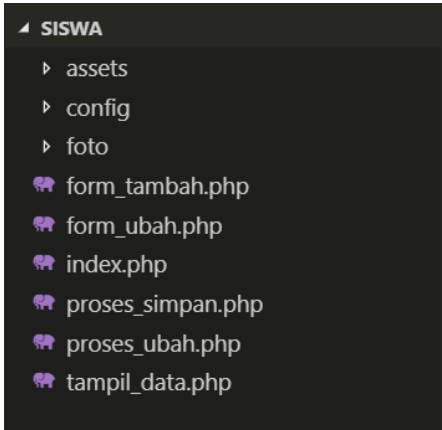 SISWA
assets
config
foto
form_tambah.php
form_ubah.php
index.php
proses_simpan.php
proses_ubah.php
tampil_data.php